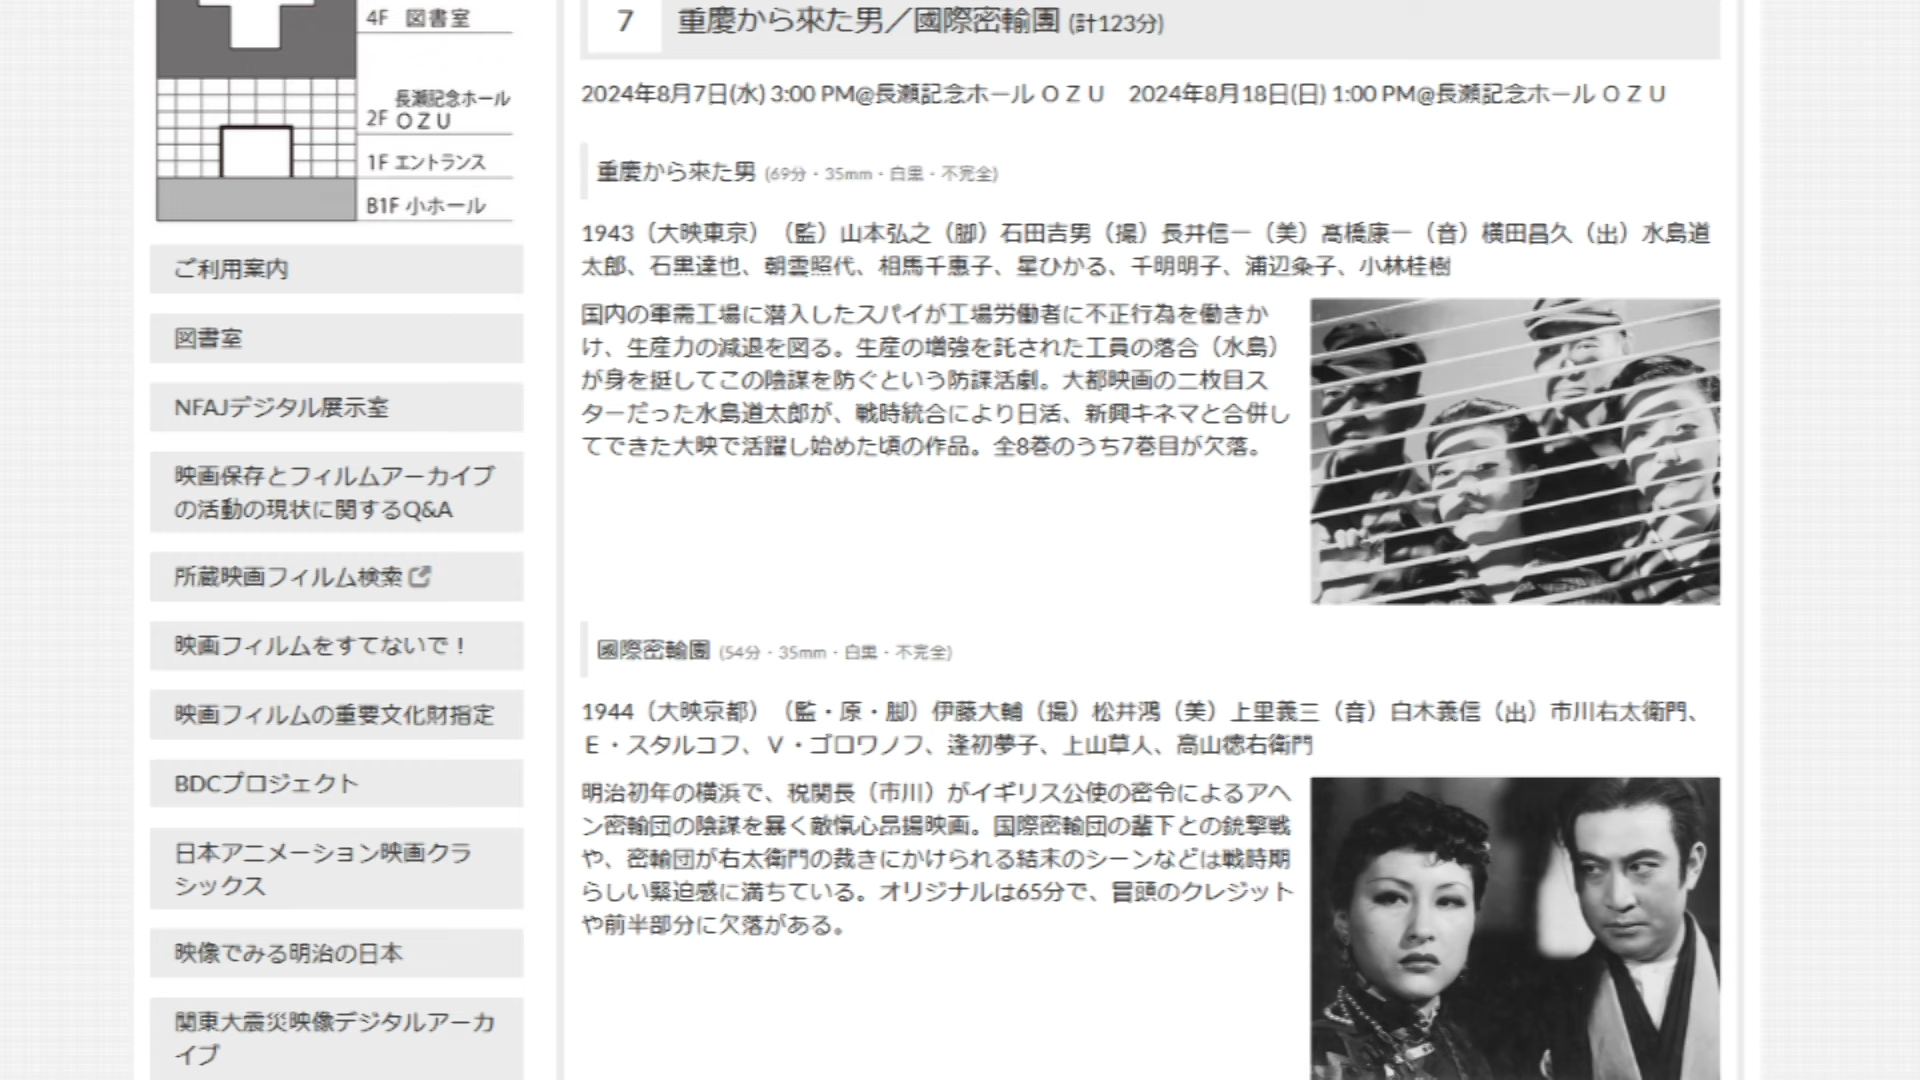 4F 図書室
長瀬記念ホール
2F OZU
1F エントランス
B1F 小ホール
ご利用案内
図書室
NFAJデジタル展示室
映画保存とフィルムアーカイブ
の活動の現状に関するQ&A
所蔵映画フィルム検索
映画フィルムをすてないで！
映画フィルムの重要文化財指定
BDCプロジェクト
日本アニメーション映画クラ
シックス
映像でみる明治の日本
関東大震災映像デジタルアーカ
イブ
7 重慶から來た男／國際密輸團 (計123分)
2024年8月7日(水) 3:00 PM@長瀬記念ホール ＯＺＵ　2024年8月18日(日) 1:00 PM@長瀬記念ホール ＯＺＵ
重慶から來た男 (69分・35mm・白黒・不完全)
1943（大映東京）（監）山本弘之（脚）石田吉男（撮）長井信一（美）高橋康一（音）横田昌久（出）水島道
太郎、石黒達也、朝雲照代、相馬千惠子、星ひかる、千明明子、浦辺粂子、小林桂樹
国内の軍需工場に潜入したスパイが工場労働者に不正行為を働きか
け、生産力の減退を図る。生産の増強を託された工員の落合（水島）
が身を挺してこの陰謀を防ぐという防諜活劇。大都映画の二枚目ス
ターだった水島道太郎が、戦時統合により日活、新興キネマと合併し
てできた大映で活躍し始めた頃の作品。全8巻のうち7巻目が欠落。
國際密輸團 (54分・35mm・白黒・不完全)
1944（大映京都）（監・原・脚）伊藤大輔（撮）松井鴻（美）上里義三（音）白木義信（出）市川右太衛門、
Ｅ・スタルコフ、Ｖ・ゴロワノフ、逢初夢子、上山草人、高山徳右衛門
明治初年の横浜で、税関長（市川）がイギリス公使の密令によるアヘ
ン密輸団の陰謀を暴く敵愾心昂揚映画。国際密輸団の輩下との銃撃戦
や、密輸団が右太衛門の裁きにかけられる結末のシーンなどは戦時期
らしい緊迫感に満ちている。オリジナルは65分で、冒頭のクレジット
や前半部分に欠落がある。